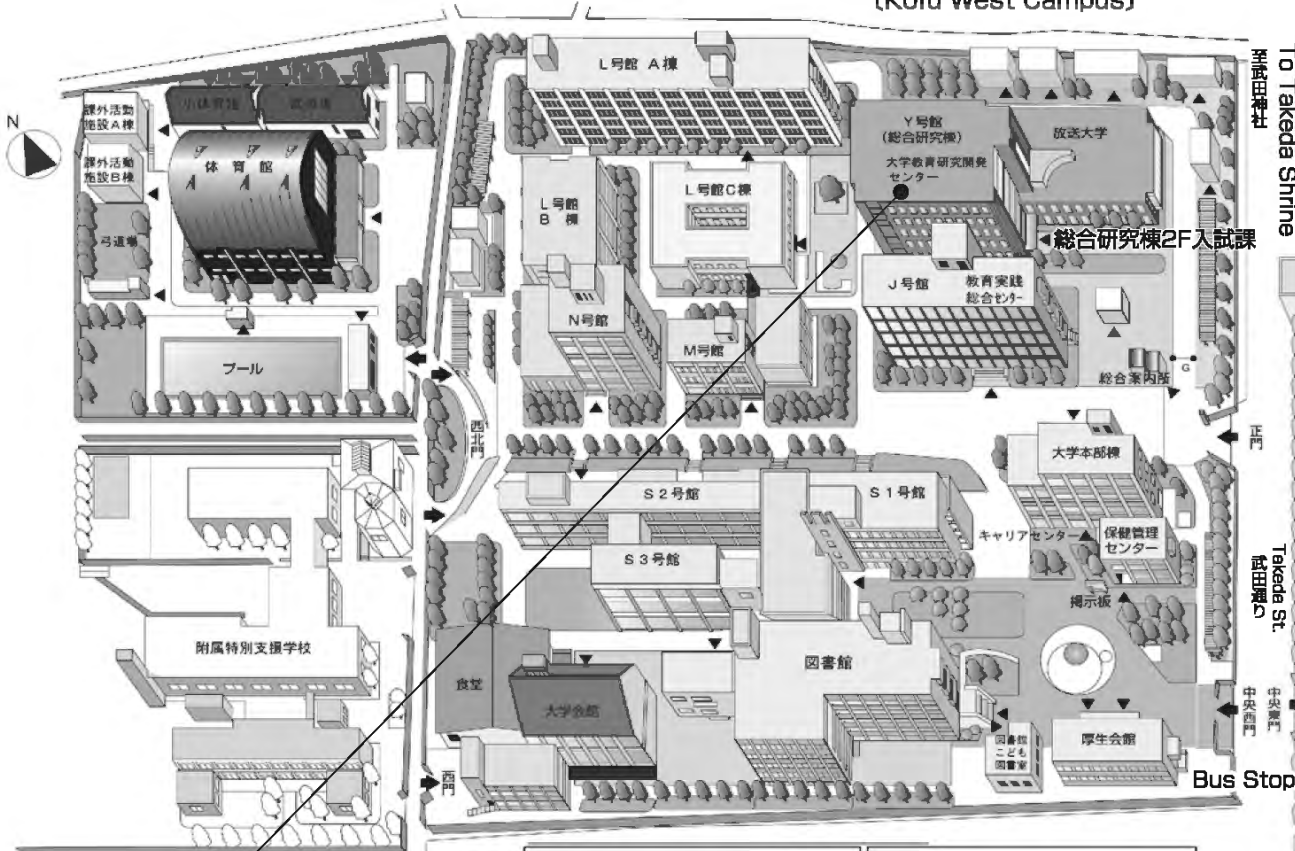 (Kofu West Campus)
To Takeda Shrine
至武田神社
N
課外活動
施設A棟
小体育館
武道場
課外活動
施設B棟
体育館
弓道場
プール
L号館 A棟
L号館
B 棟
L号館C棟
Y号館
(総合研究棟)
大学教育研究開発
センター
放送大学
総合研究棟2F入試課
J号館
教育実践
総合センター
N号館
M号館
総合案内所
G
西北門
正門
大学本部棟
S2号館
S1号館
キャリアセンター
保健管理
センター
S3号館
掲示板
Takeda St.
武田通り
附属特別支援学校
食堂
大学会館
図書館
図書館
こども
図書室
厚生会館
中央西門
中央東門
西門
Bus Stop